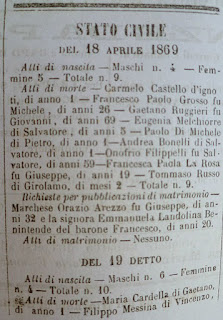 STATO CIVILE
DEL 18 APRILE 1869
Atti di nascita — Maschi n. 4 — Fem-
mine 5 — Totale n. 9.
Atti di morte — Carmelo Castello d'igno-
ti, di anno 1 — Francesco Paolo Grosso fu
Michele, di anni 26 — Gaetano Ruggieri fu
Giovanni, di anni 69 — Eugenia Melchiorra
di Salvatore, di anni 5 — Paolo Di Michele
di Pietro, di anno 1 — Andrea Bonelli di Sal-
vatore, di anno 1 — Onofrio Filippelli fu Sal-
vatore, di anni 59 — Francesca Paola La Rosa
fu Giuseppe, di anni 19 — Tommaso Russo
di Girolamo, di mesi 2 — Totale n. 9.
Richieste per pubblicazioni di matrimonio —
Marchese Orazio Arezzo fu Giuseppe, di an-
ni 32 e la signora Emmanuela Landolina Be-
nintende del barone Francesco, di anni 20.
Atti di matrimonio — Nessuno.
DEL 19 DETTO
Atti di nascita — Maschi n. 6 — Femmine
n. 4 — Totale n. 10.
Atti di morte — Maria Cardella di Gaetano,
di anno 1 — Filippo Messina di Vincenzo,